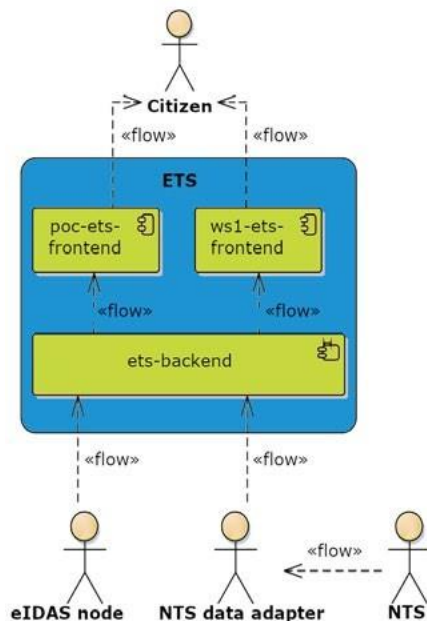 Citizen
«flow»
«flow»
ETS
poc-ets-
frontend
ws1-ets-
frontend
«flow»
«flow»
ets-backend
«flow»
«flow»
«flow»
eIDAS node
NTS data adapter
NTS